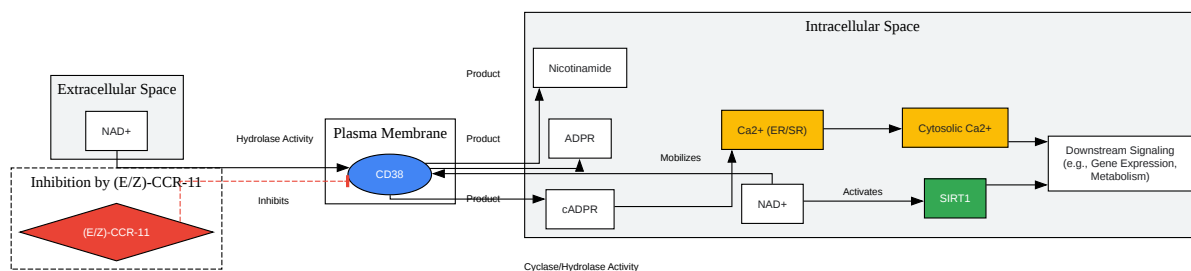 Intracellular Space
Nicotinamide
Product
Extracellular Space
NAD+
Hydrolase Activity
Plasma Membrane
Product
ADPR
Ca2+ (ER/SR)
Cytosolic Ca2+
Mobilizes
Downstream Signaling
(e.g., Gene Expression,
Metabolism)
Inhibition by (E/Z)-CCR-11
CD38
Inhibits
Product
cADPR
NAD+
Activates
SIRT1
(E/Z)-CCR-11
Cyclase/Hydrolase Activity